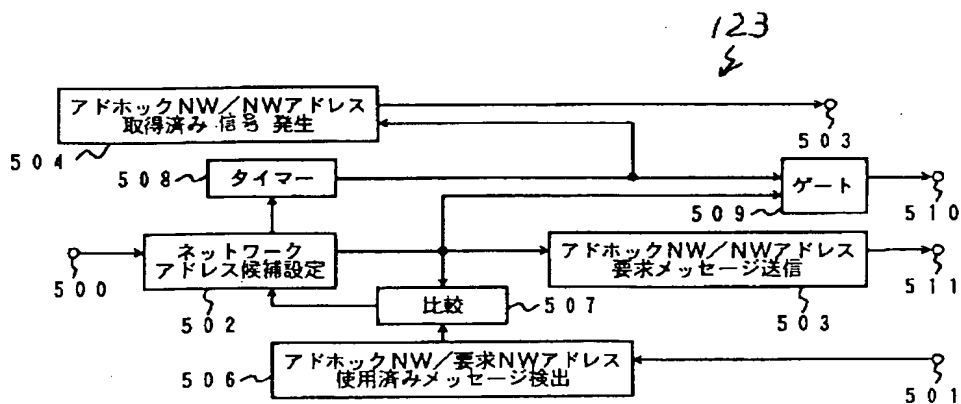 123
アドホックNW/NWアドレス
取得済み 信号 発生
503
504
508
タイマー
ゲート
509
510
500
ネットワーク
アドレス候補設定
アドホックNW/NWアドレス
要求メッセージ送信
511
502
比較
507
503
506
アドホックNW/要求NWアドレス
使用済みメッセージ検出
501